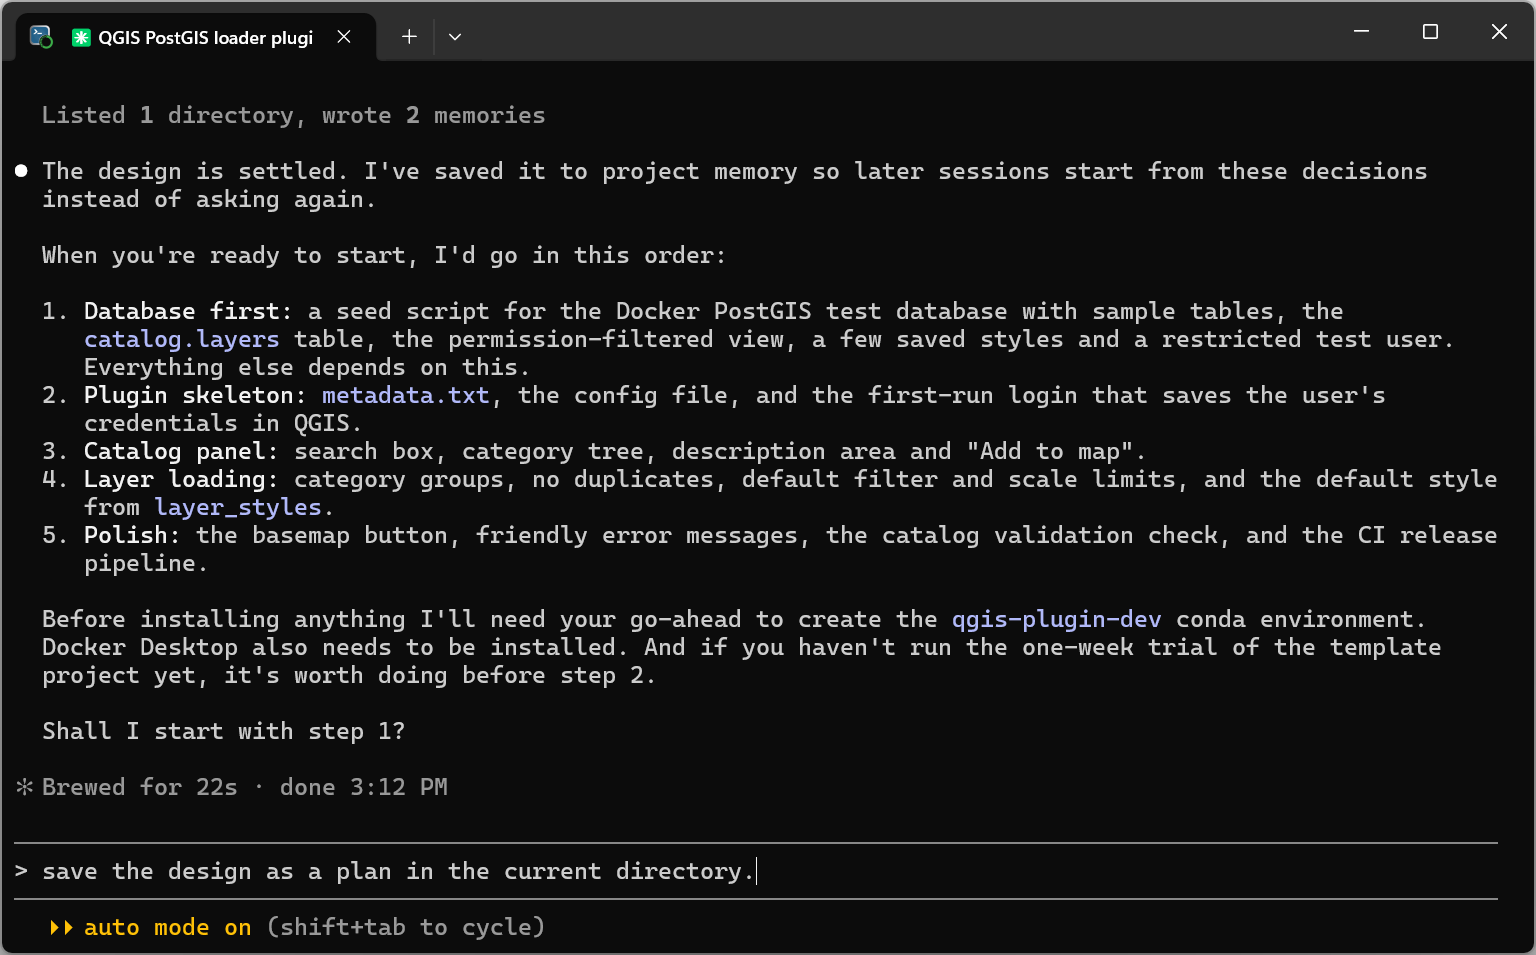 QGIS PostGIS loader plugi
Listed 1 directory, wrote 2 memories
● The design is settled. I've saved it to project memory so later sessions start from these decisions
instead of asking again.
When you're ready to start, I'd go in this order:
1. Database first: a seed script for the Docker PostGIS test database with sample tables, the
catalog.layers table, the permission-filtered view, a few saved styles and a restricted test user.
Everything else depends on this.
2. Plugin skeleton: metadata.txt, the config file, and the first-run login that saves the user's
credentials in QGIS.
3. Catalog panel: search box, category tree, description area and "Add to map".
4. Layer loading: category groups, no duplicates, default filter and scale limits, and the default style
from layer_styles.
5. Polish: the basemap button, friendly error messages, the catalog validation check, and the CI release
pipeline.
Before installing anything I'll need your go-ahead to create the qgis-plugin-dev conda environment.
Docker Desktop also needs to be installed. And if you haven't run the one-week trial of the template
project yet, it's worth doing before step 2.
Shall I start with step 1?
✻ Brewed for 22s · done 3:12 PM
> save the design as a plan in the current directory.
⏵⏵ auto mode on (shift+tab to cycle)